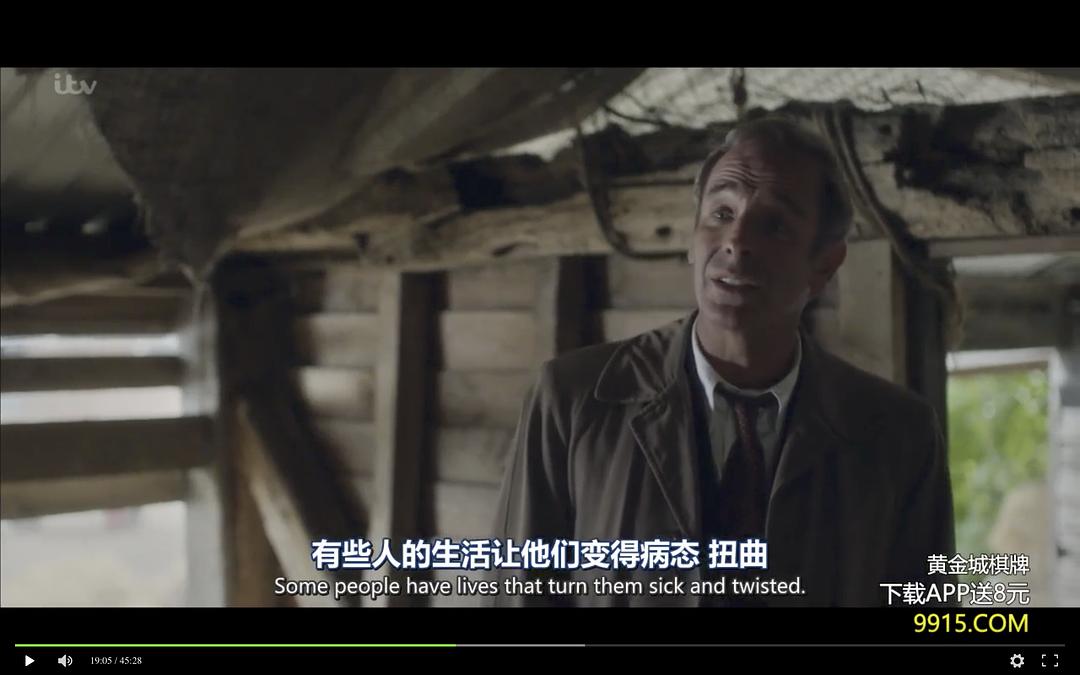 itv
有些人的生活让他们变得病态 扭曲
Some people have lives that turn them sick and twisted.
黄金城棋牌
下载APP送8元
9915.COM
19:05 / 45:28